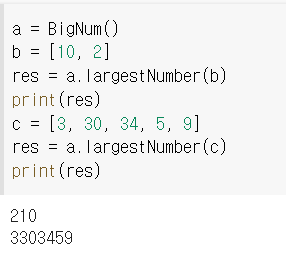 a = BigNum()
b = [10, 2]
res = a.largestNumber(b)
print(res)
c = [3, 30, 34, 5, 9]
res = a.largestNumber(c)
print(res)
210
3303459